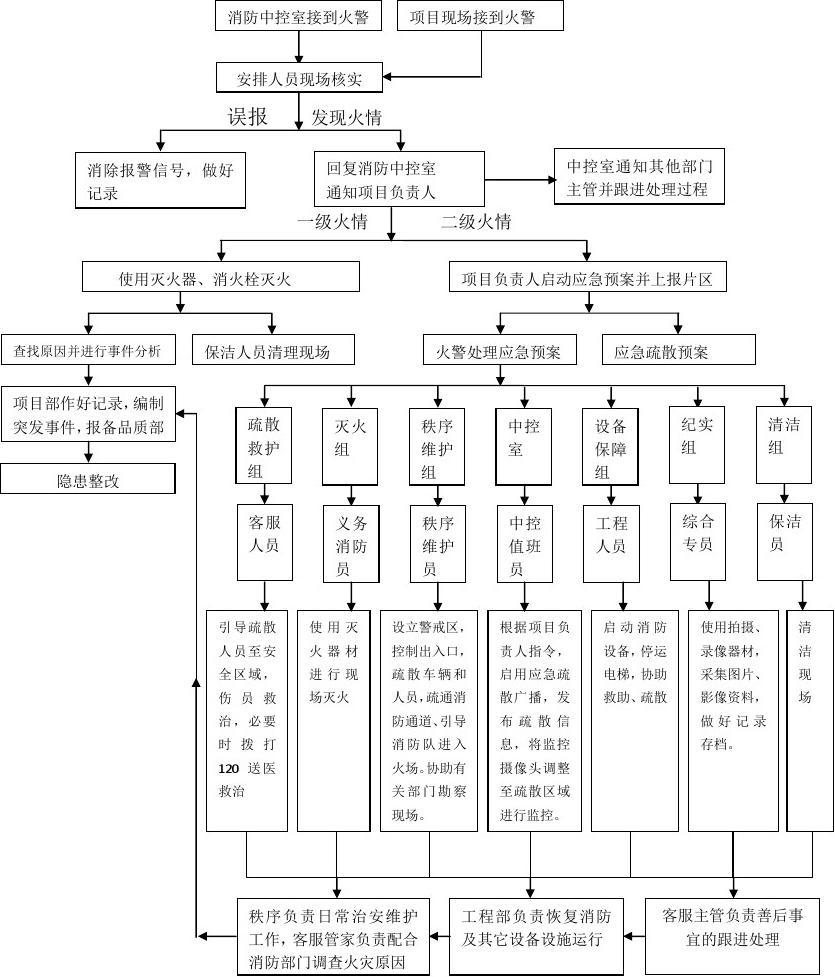 消防中控室接到火警
项目现场接到火警
安排人员现场核实
误报
发现火情
消除报警信号，做好
记录
回复消防中控室
通知项目负责人
中控室通知其他部门
主管并跟进处理过程
一级火情
二级火情
使用灭火器、消火栓灭火
项目负责人启动应急预案并上报片区
查找原因并进行事件分析
保洁人员清理现场
火警处理应急预案
应急疏散预案
项目部作好记录，编制
突发事件，报备品质部
隐患整改
疏散
救护
组
灭火
组
秩序
维护
组
中控
室
设备
保障
组
纪实
组
清洁
组
客服
人员
义务
消防
员
秩序
维护
员
中控
值班
员
工程
人员
综合
专员
保洁
员
引导疏散
人员至安
全区域，
伤员救
治，必要
时拨打
120 送医
救治
使用灭
火器材
进行现
场灭火
设立警戒区，
控制出入口，
疏散车辆和
人员，疏通消
防通道、引导
消防队进入
火场。协助有
关部门勘察
现场。
根据项目负
责人指令，
启用应急疏
散广播，发
布疏散信
息，将监控
摄像头调整
至疏散区域
进行监控。
启动消防
设备，停运
电梯，协助
救助、疏散
使用拍摄、
录像器材，
采集图片、
影像资料，
做好记录
存档。
清
洁
现
场
秩序负责日常治安维护
工作，客服管家负责配合
消防部门调查火灾原因
工程部负责恢复消防
及其它设备设施运行
客服主管负责善后事
宜的跟进处理